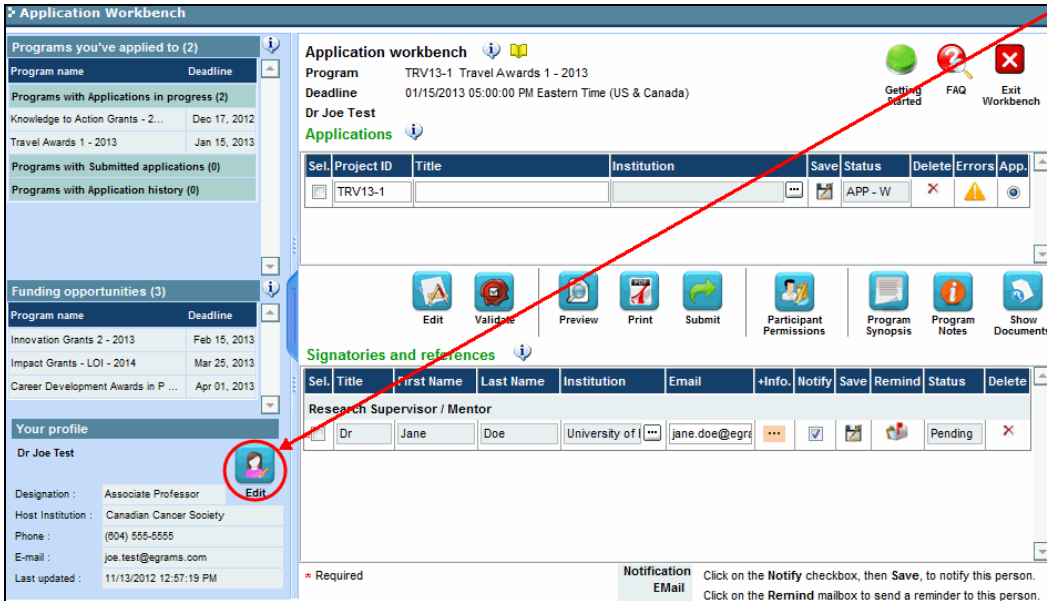 Application Workbench
Programs you've applied to (2)
Program name Deadline
Programs with Applications in progress (2)
Knowledge to Action Grants - 2... Dec 17, 2012
Travel Awards 1 - 2013 Jan 15, 2013
Programs with Submitted applications (0)
Programs with Application history (0)
Funding opportunities (3)
Program name Deadline
Innovation Grants 2 - 2013 Feb 15, 2013
Impact Grants - LOI - 2014 Mar 25, 2013
Career Development Awards in P ... Apr 01, 2013
Your profile
Dr Joe Test
Edit
Designation : Associate Professor
Host Institution : Canadian Cancer Society
Phone : (604) 555-5555
E-mail : joe.test@egrams.com
Last updated : 11/13/2012 12:57:19 PM
Application workbench
Program TRV13-1 Travel Awards 1 - 2013
Deadline 01/15/2013 05:00:00 PM Eastern Time (US & Canada)
Dr Joe Test
Getting Started FAQ Exit Workbench
Applications
Sel. Project ID Title Institution Save Status Delete Errors App.
TRV13-1 ... APP - W
Edit Validate Preview Print Submit Participant Permissions Program Synopsis Program Notes Show Documents
Signatories and references
Sel. Title First Name Last Name Institution Email +Info. Notify Save Remind Status Delete
Research Supervisor / Mentor
Dr Jane Doe University of ... jane.doe@egra ... Pending
* Required
Notification EMail
Click on the Notify checkbox, then Save, to notify this person.
Click on the Remind mailbox to send a reminder to this person.